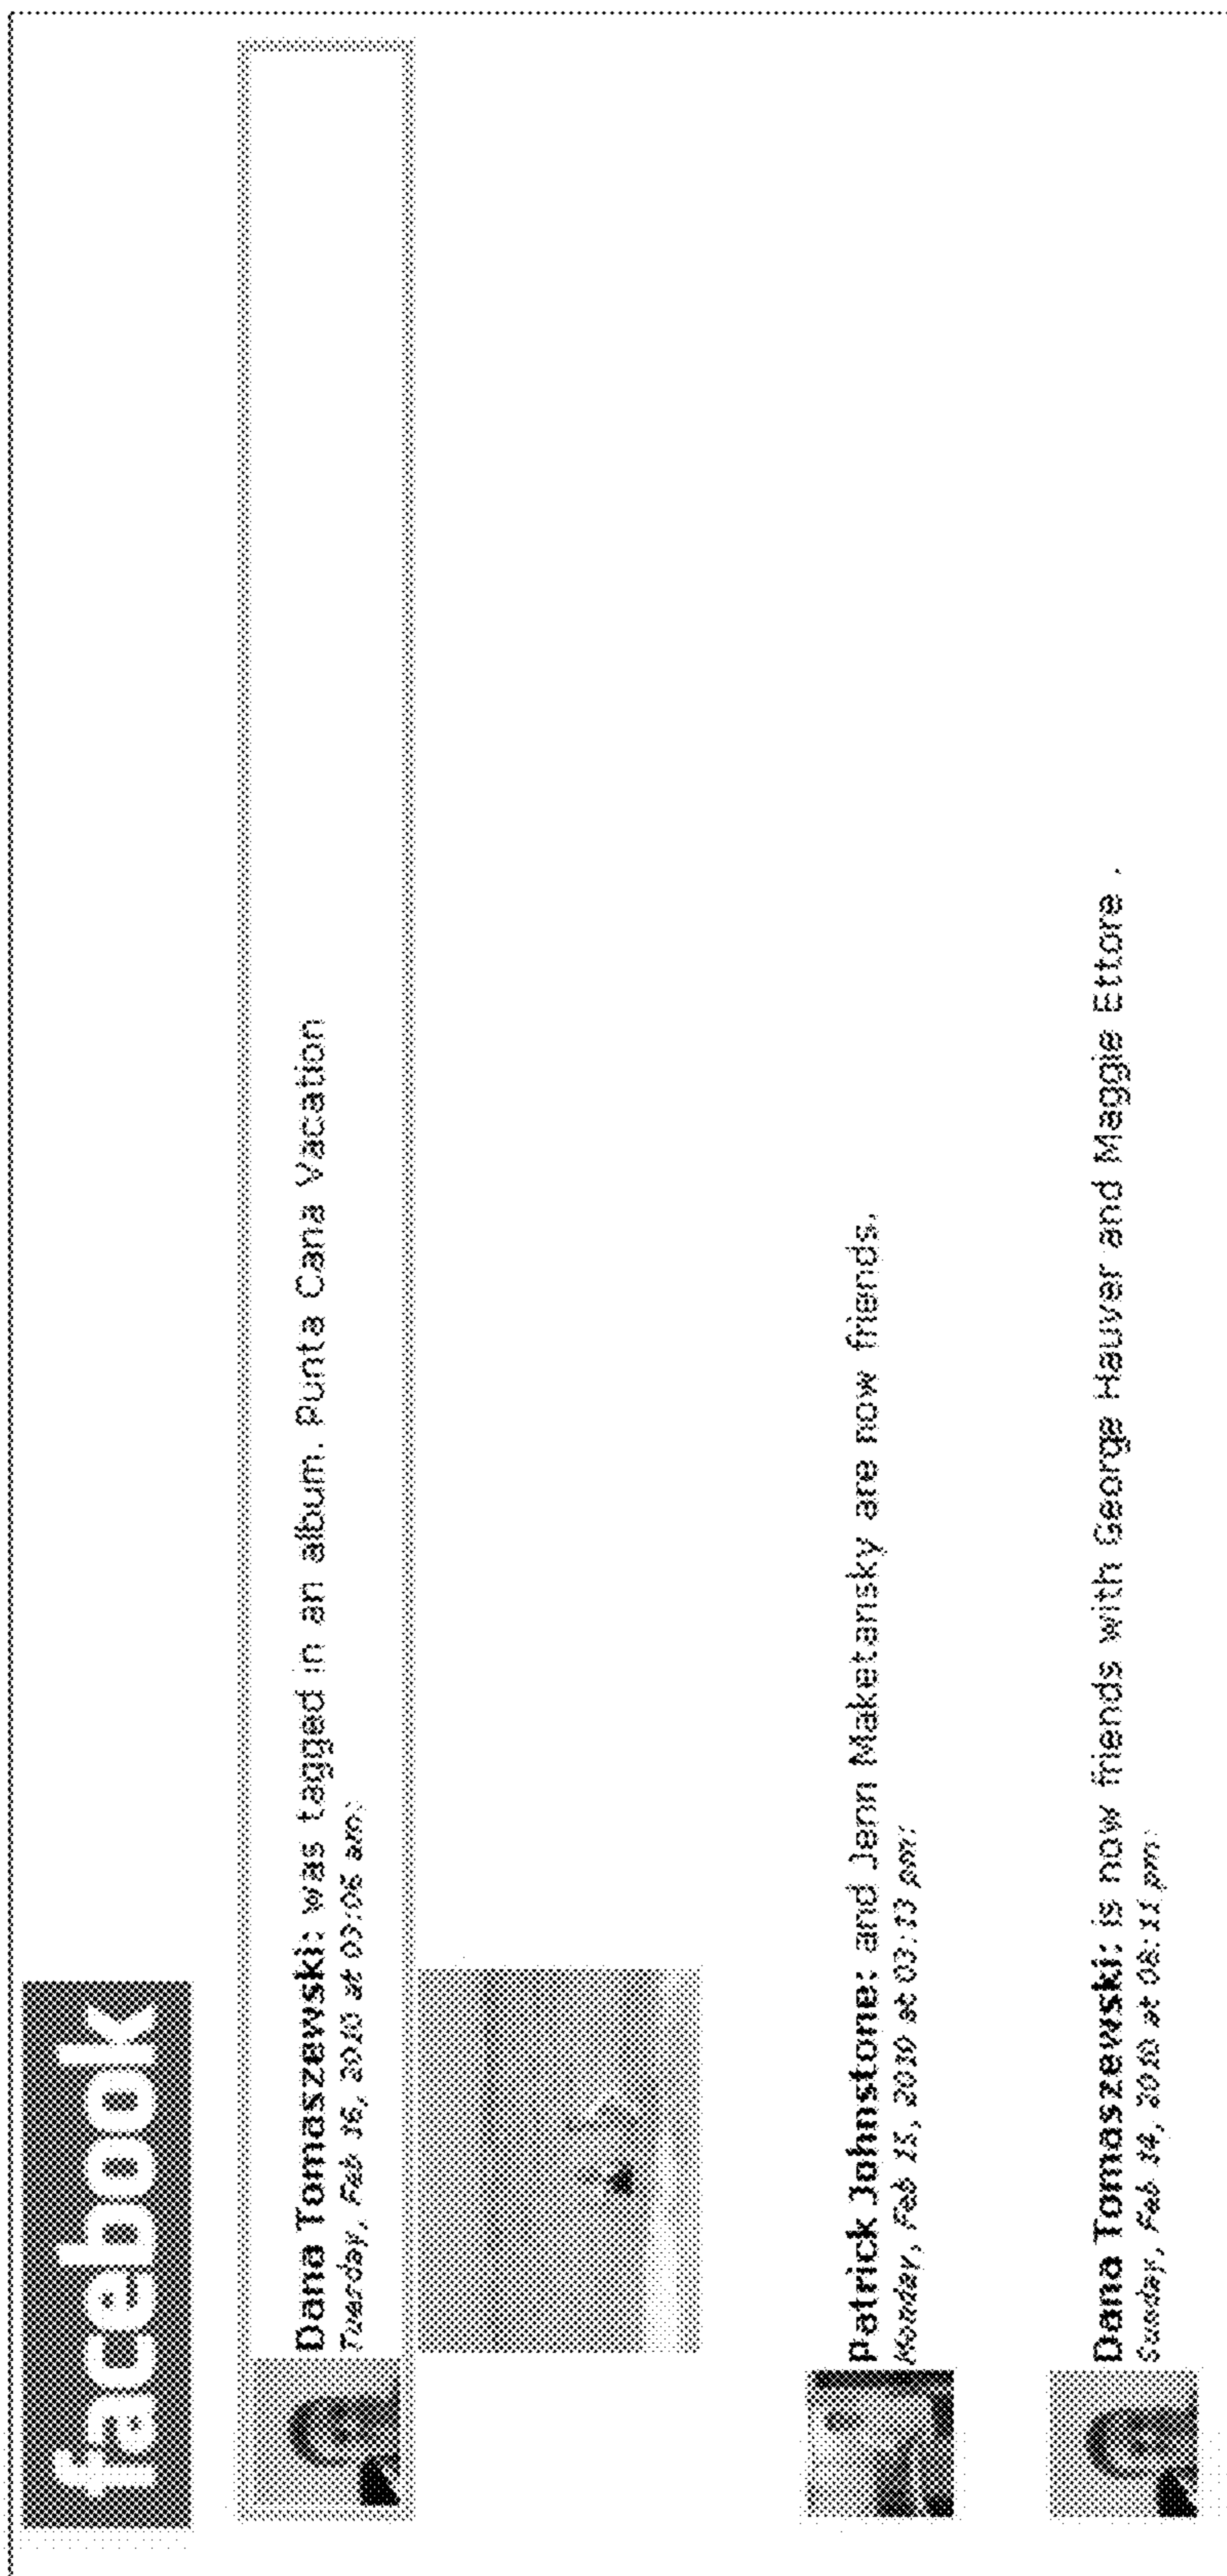 facebook
Dana Tomaszewski: was tagged in an album. Punta Cana Vacation
Tuesday, Feb 16, 2010 at 09:06 am
Patrick Johnstone: and Jenn Maketansky are now friends.
Monday, Feb 15, 2010 at 03:13 pm
Dana Tomaszewski: is now friends with George Hauver and Maggie Ettore .
Sunday, Feb 14, 2010 at 08:11 pm